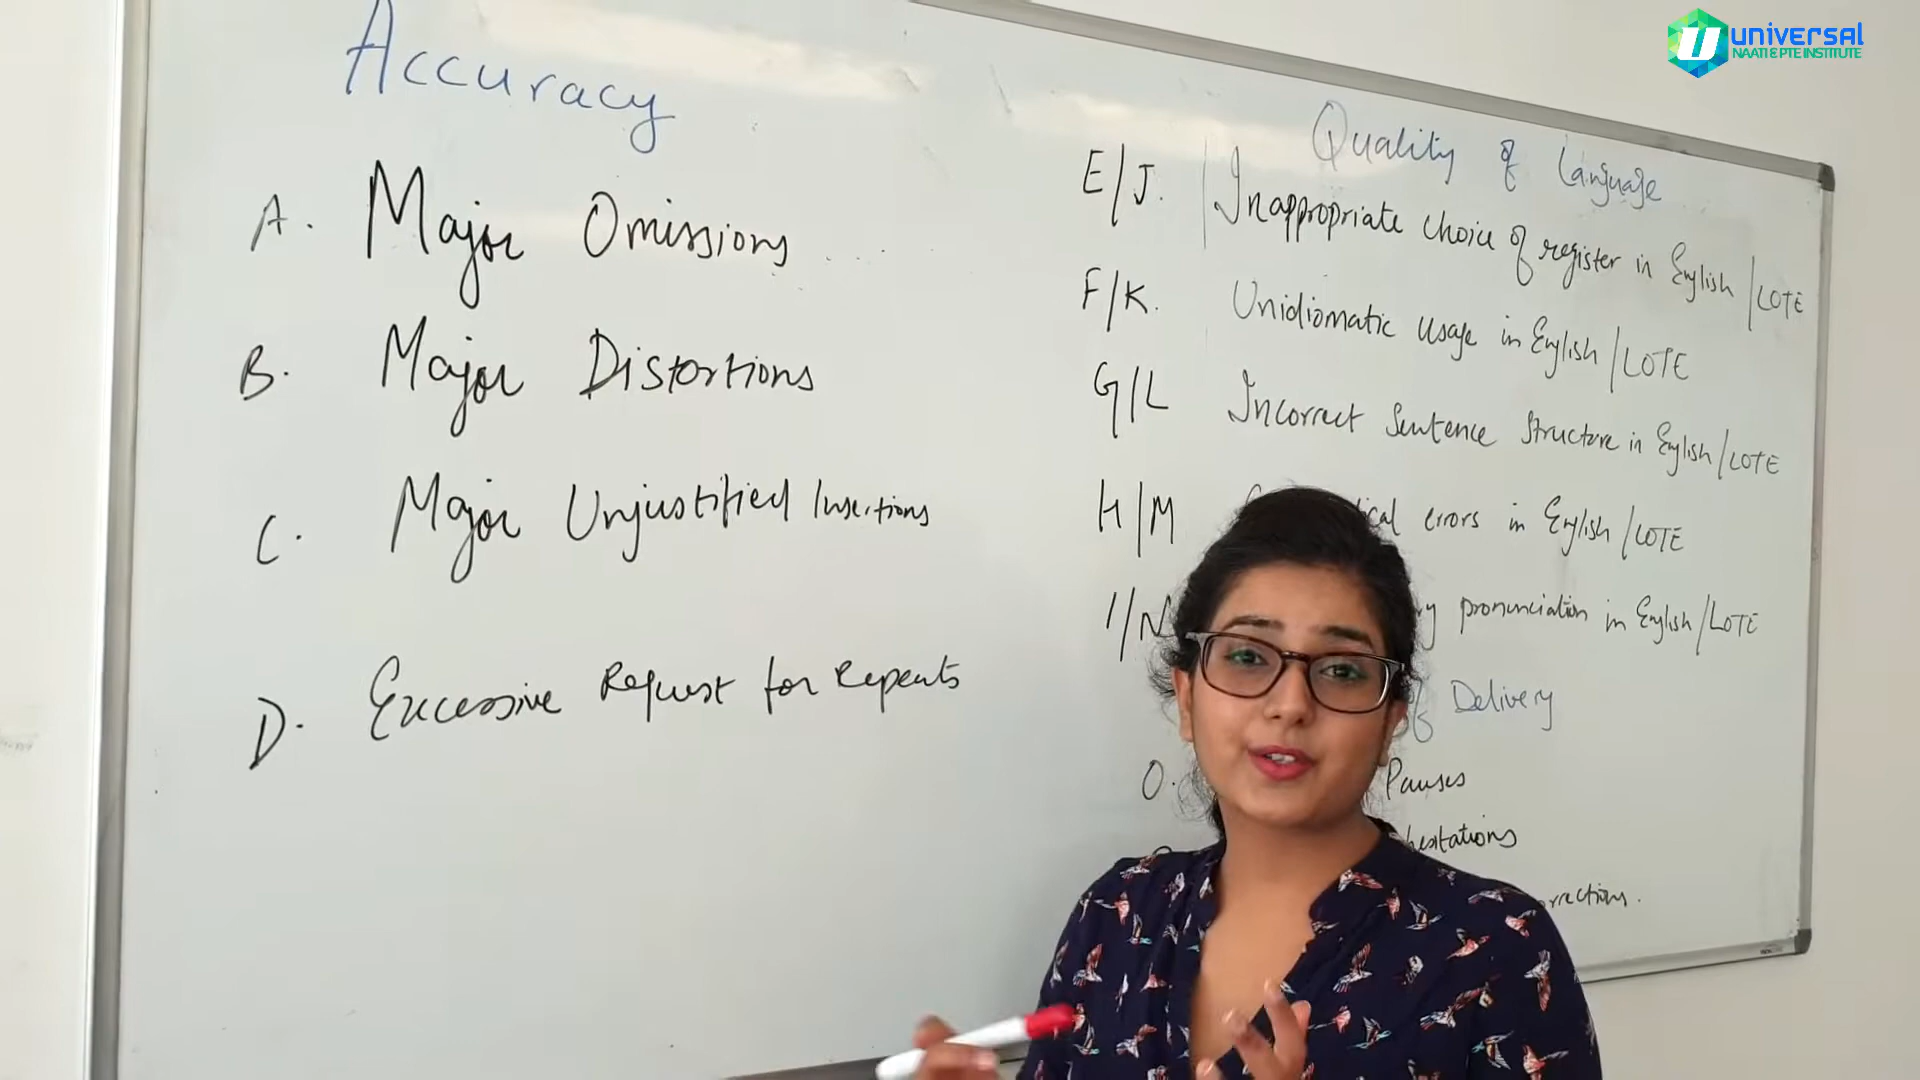 Accuracy
A. Major Omissions
B. Major Distortions
C. Major Unjustified Insertions
D. Excessive Request for Repeats
Quality of Language
E/J. Inappropriate choice of register in English/LOTE
F/K. Unidiomatic usage in English/LOTE
G/L Incorrect Sentence Structure in English/LOTE
H/M errors in English/LOTE
I/N pronunciation in English/LOTE
of Delivery
O. Pauses
hesitations
universal
NAATI & PTE INSTITUTE